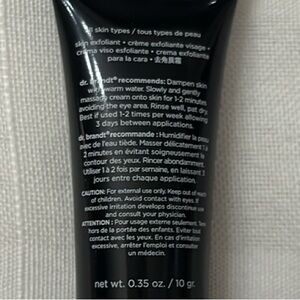 all skin types / tous types de peau
skin exfoliant • crème exfoliante visage •
crema viso esfoliante • crema exfoliante
para la cara • 去角質霜
dr. brandt® recommends: Dampen skin
with warm water. Slowly and gently
massage cream onto skin for 1-2 minutes
avoiding the eye area. Rinse well, pat dry.
Best if used 1-2 times per week allowing
3 days between applications.
dr. brandt® recommande : Humidifier la peau
avec de l'eau tiède. Masser délicatement 1 à
2 minutes en évitant soigneusement le
contour des yeux. Rincer abondamment.
Utiliser 1 à 2 fois par semaine, en laissant 3
jours entre chaque application.
CAUTION: For external use only. Keep out of reach
of children. Avoid contact with eyes. If
excessive irritation develops discontinue use
and consult your physician.
ATTENTION : Pour usage externe seulement. Tenir
hors de la portée des enfants. Éviter tout
contact avec les yeux. En cas d'irritation
excessive, arrêter l'emploi et consulter
un médecin.
net wt. 0.35 oz. / 10 gr.